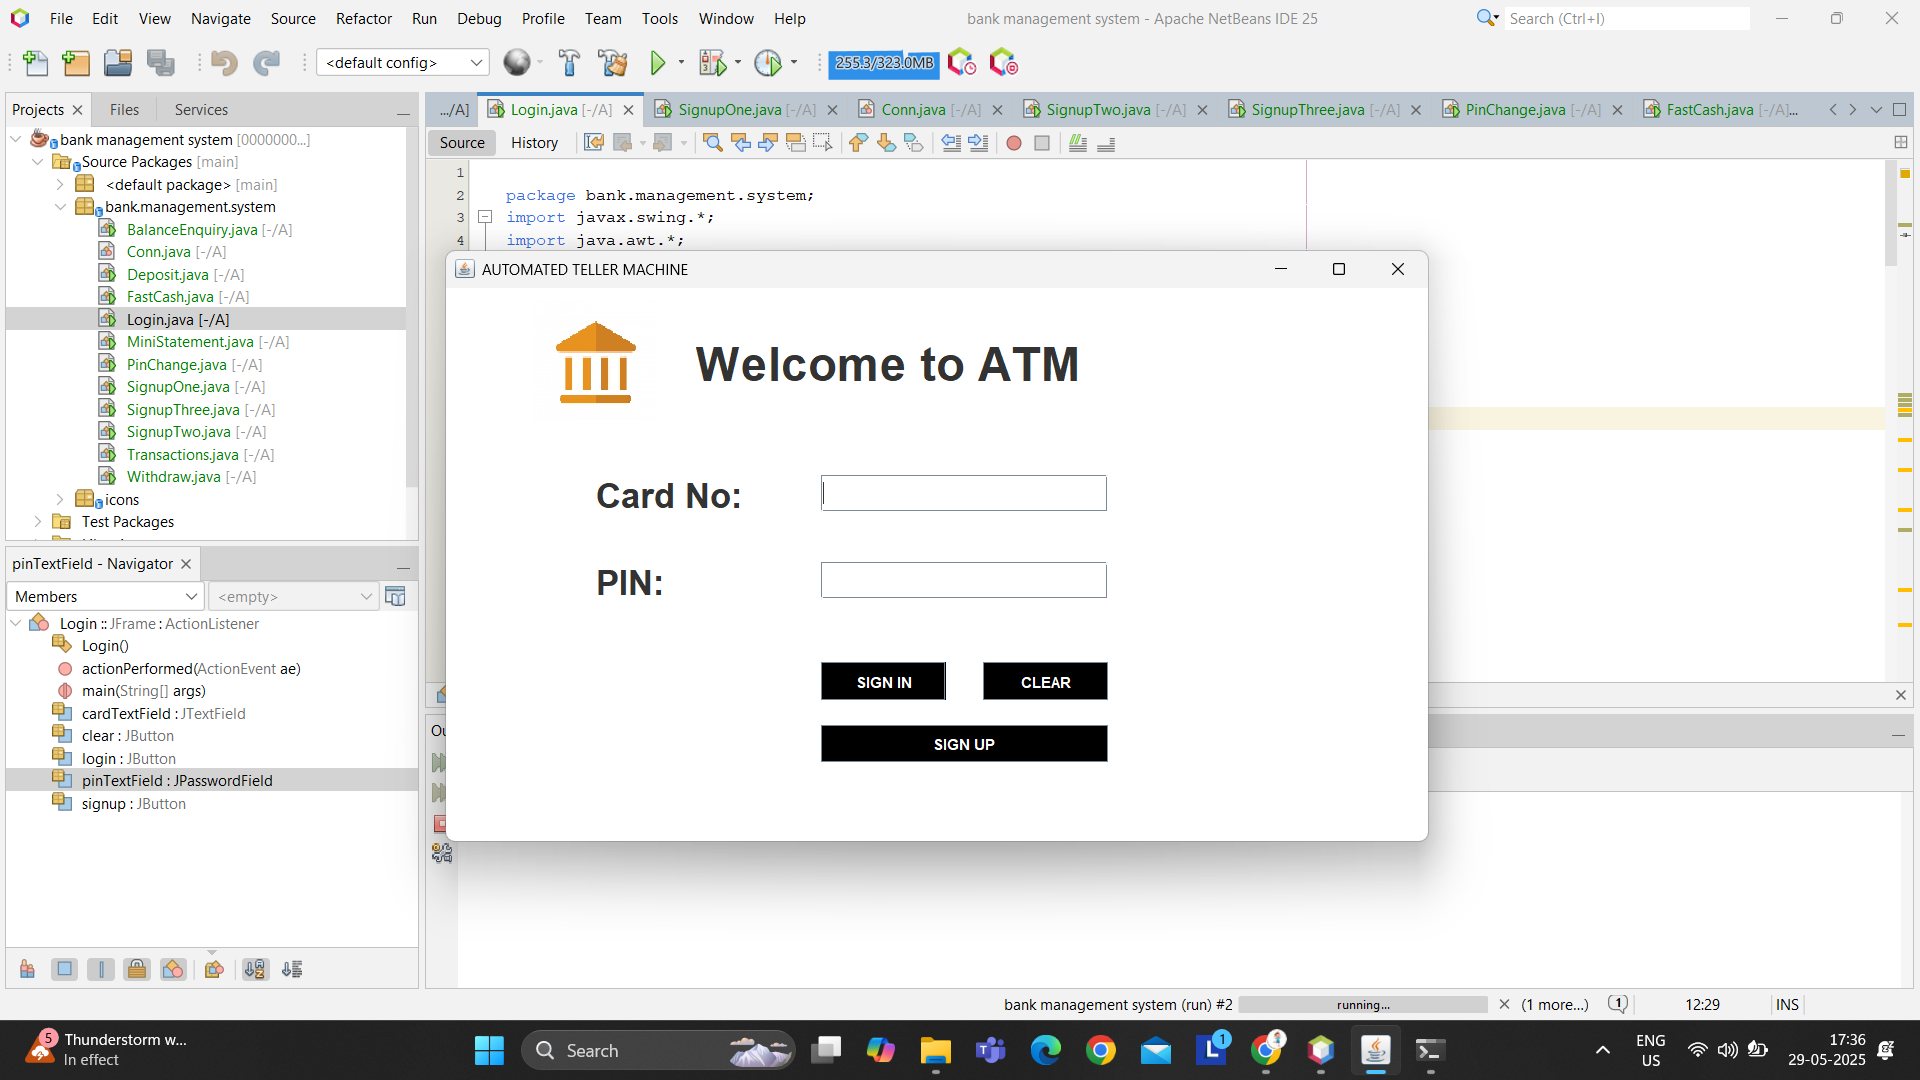 File Edit View Navigate Source Refactor Run Debug Profile Team Tools Window Help
bank management system - Apache NetBeans IDE 25
Search (Ctrl+I)
<default config>
255.3/323.0MB
Projects
Files
Services
.../A]
Login.java [-/A]
SignupOne.java [-/A]
Conn.java [-/A]
SignupTwo.java [-/A]
SignupThree.java [-/A]
PinChange.java [-/A]
FastCash.java [-/A]...
Source
History
bank management system [0000000...]
Source Packages [main]
<default package> [main]
bank.management.system
BalanceEnquiry.java [-/A]
Conn.java [-/A]
Deposit.java [-/A]
FastCash.java [-/A]
Login.java [-/A]
MiniStatement.java [-/A]
PinChange.java [-/A]
SignupOne.java [-/A]
SignupThree.java [-/A]
SignupTwo.java [-/A]
Transactions.java [-/A]
Withdraw.java [-/A]
icons
Test Packages
1
2 package bank.management.system;
3 import javax.swing.*;
4 import java.awt.*;
AUTOMATED TELLER MACHINE
Welcome to ATM
Card No:
PIN:
SIGN IN
CLEAR
SIGN UP
pinTextField - Navigator
Members
<empty>
Login :: JFrame : ActionListener
Login()
actionPerformed(ActionEvent ae)
main(String[] args)
cardTextField : JTextField
clear : JButton
login : JButton
pinTextField : JPasswordField
signup : JButton
bank management system (run) #2
running...
(1 more...)
1
12:29
INS
5
Thunderstorm w...
In effect
Search
1
ENG
US
17:36
29-05-2025